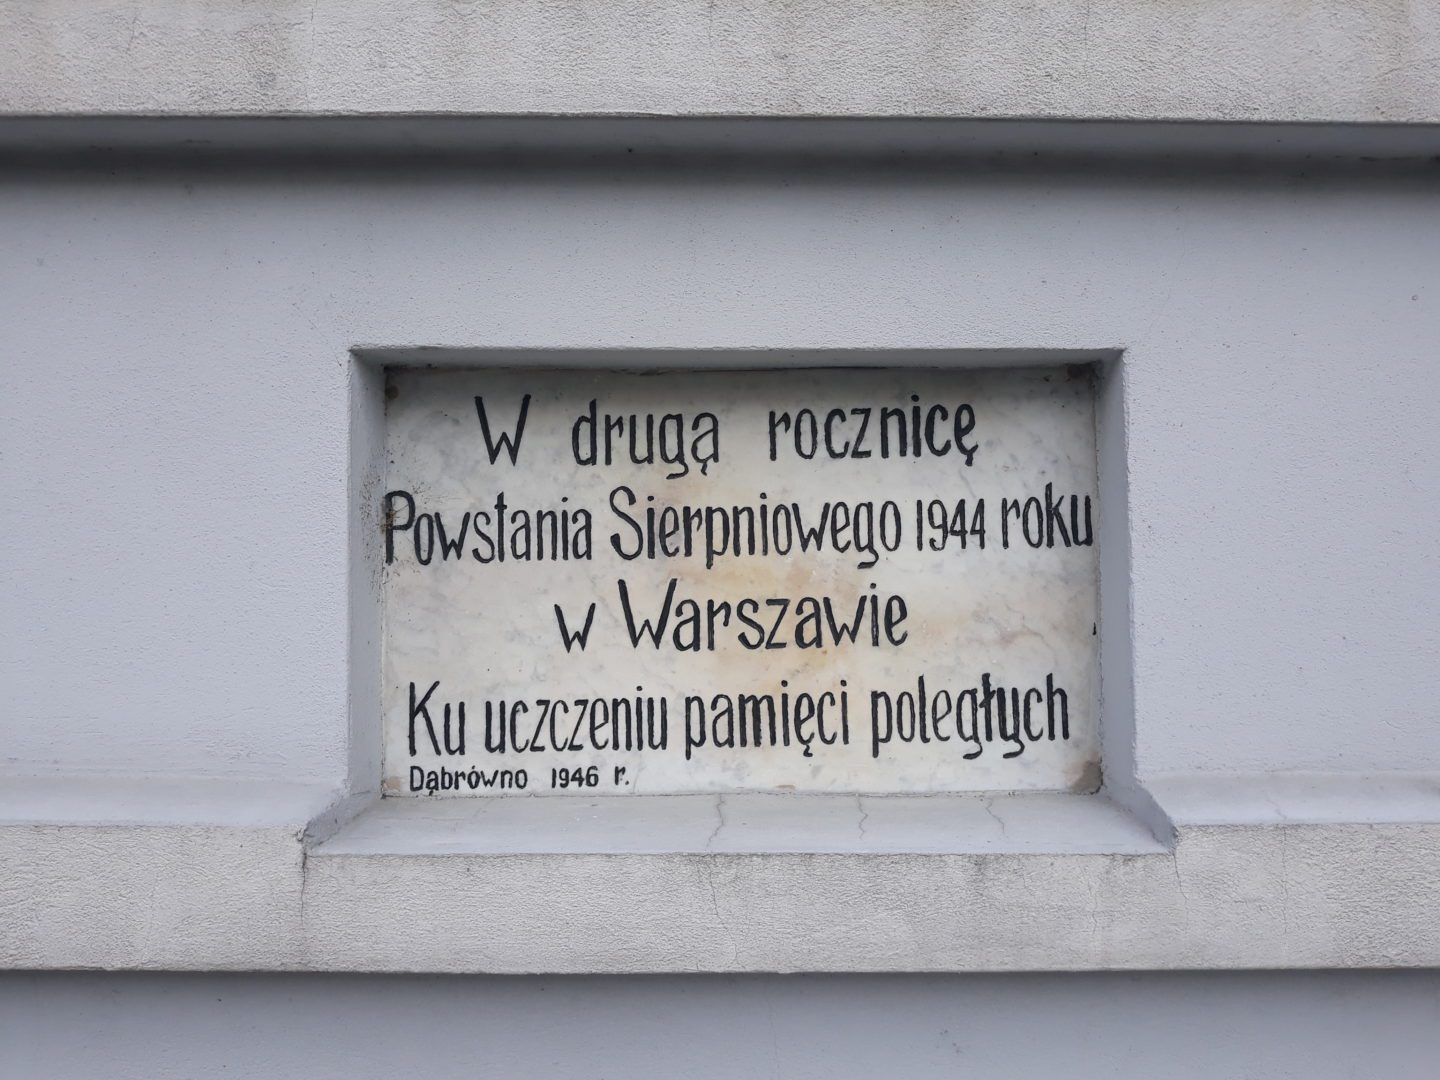 W drugą rocznicę
Powstania Sierpniowego 1944 roku
w Warszawie
Ku uczczeniu pamięci poległych
Dąbrówno 1946 r.